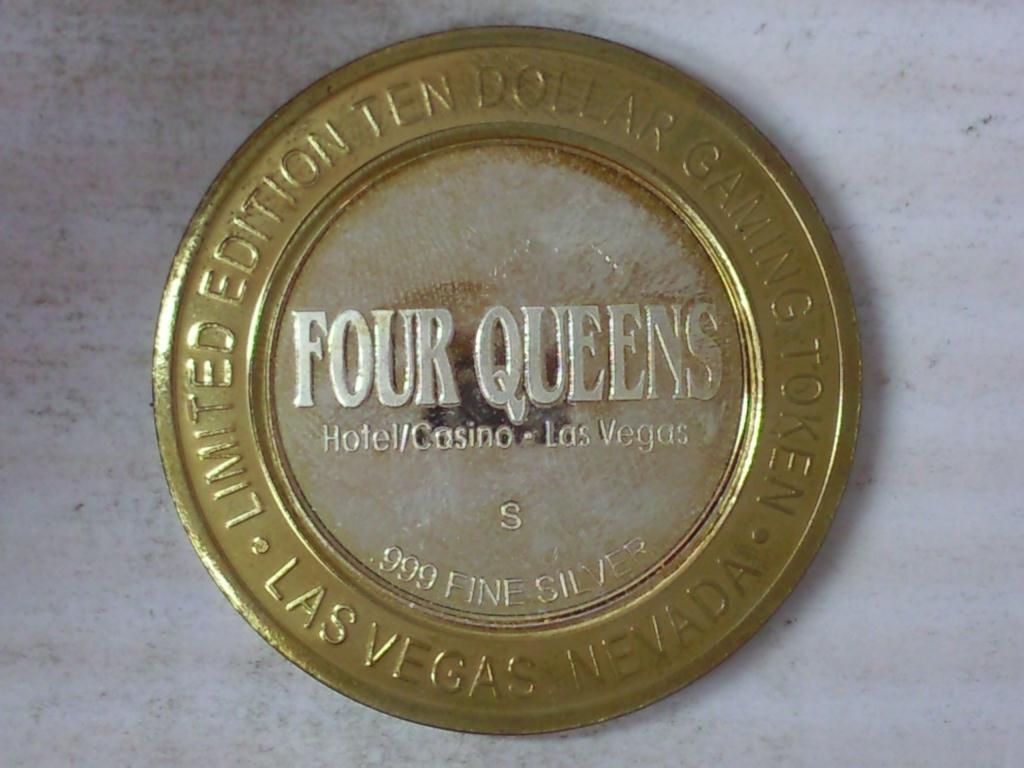 LIMITED EDITION TEN DOLLAR GAMING TOKEN
FOUR QUEENS
Hotel/Casino - Las Vegas
S
.999 FINE SILVER
• LAS VEGAS NEVADA •